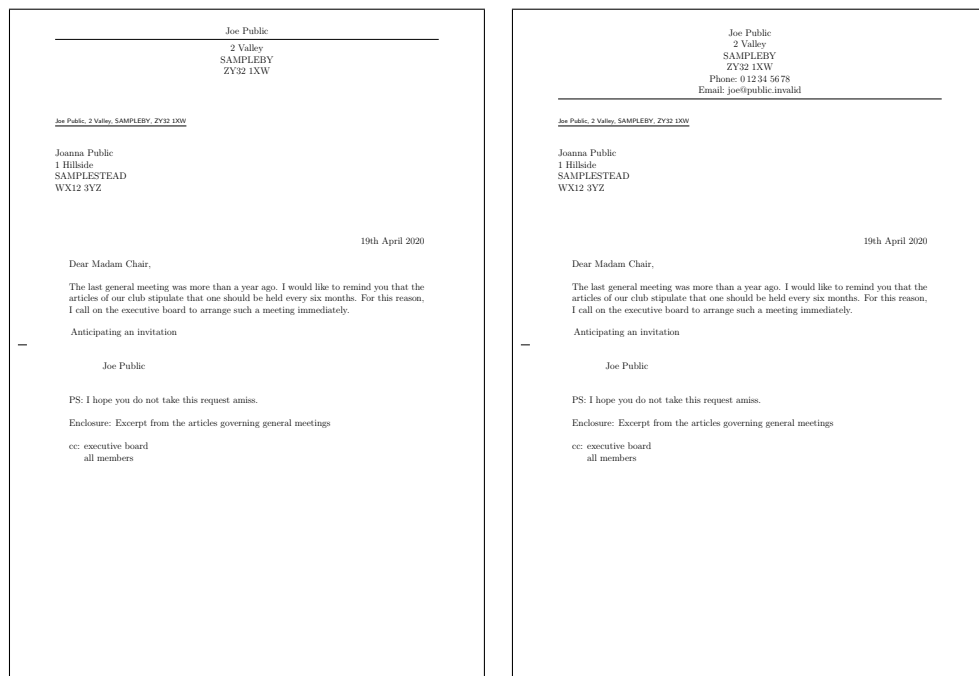 Joe Public
2 Valley
SAMPLEBY
ZY32 1XW
Joe Public, 2 Valley, SAMPLEBY, ZY32 1XW
Joanna Public
1 Hillside
SAMPLESTEAD
WX12 3YZ
19th April 2020
Dear Madam Chair,
The last general meeting was more than a year ago. I would like to remind you that the
articles of our club stipulate that one should be held every six months. For this reason,
I call on the executive board to arrange such a meeting immediately.
Anticipating an invitation
Joe Public
PS: I hope you do not take this request amiss.
Enclosure: Excerpt from the articles governing general meetings
cc: executive board
all members
Joe Public
2 Valley
SAMPLEBY
ZY32 1XW
Phone: 0 12 34 56 78
Email: joe@public.invalid
Joe Public, 2 Valley, SAMPLEBY, ZY32 1XW
Joanna Public
1 Hillside
SAMPLESTEAD
WX12 3YZ
19th April 2020
Dear Madam Chair,
The last general meeting was more than a year ago. I would like to remind you that the
articles of our club stipulate that one should be held every six months. For this reason,
I call on the executive board to arrange such a meeting immediately.
Anticipating an invitation
Joe Public
PS: I hope you do not take this request amiss.
Enclosure: Excerpt from the articles governing general meetings
cc: executive board
all members